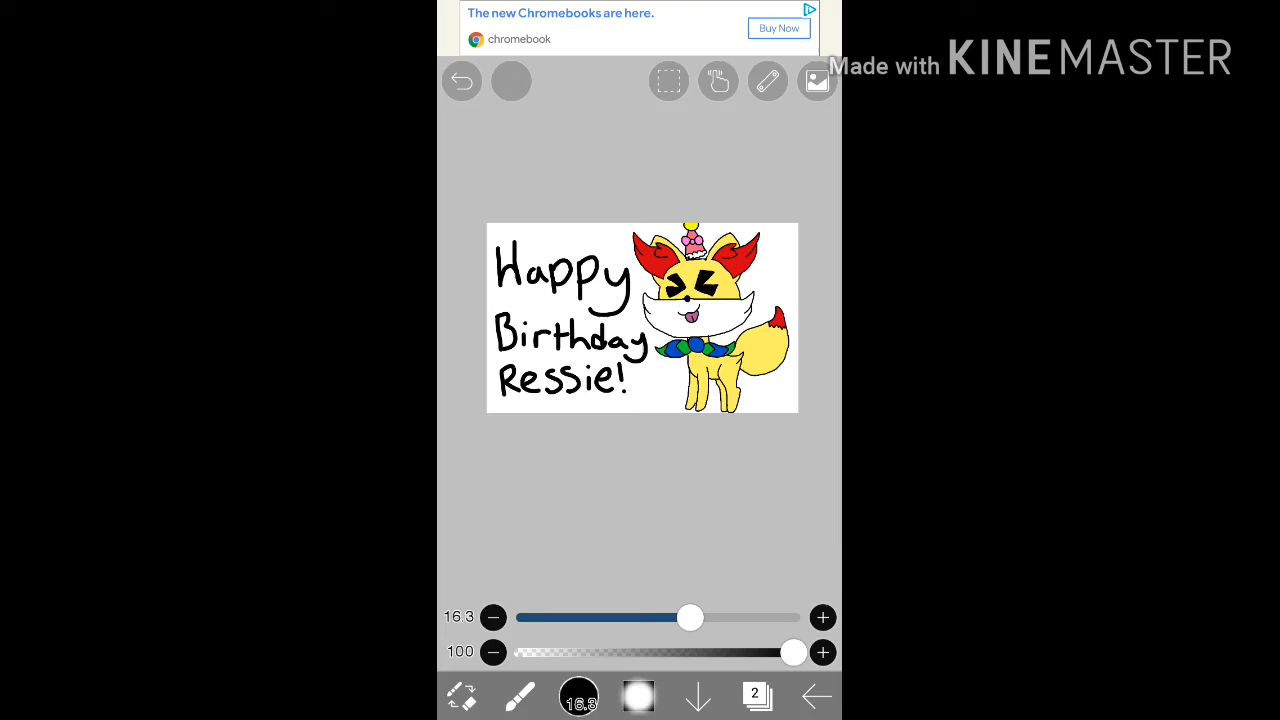 The new Chromebooks are here.
chromebook
Buy Now
Made with KINEMASTER
Happy
Birthday
Ressie!
16.3
100
16.3
2